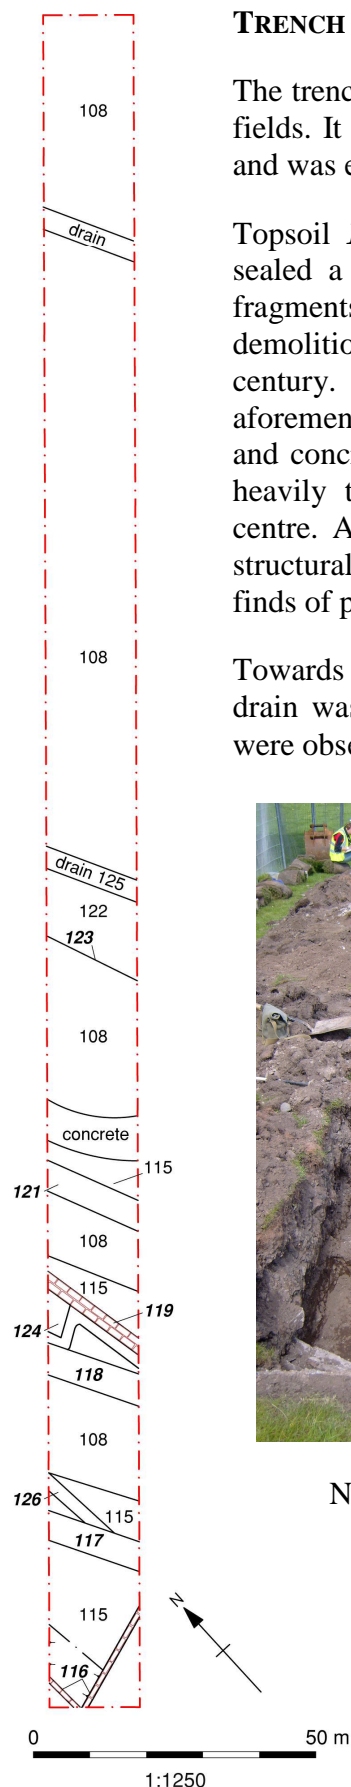 TRENCH
The trenc
fields. It
and was e
Topsoil
sealed a
fragments
demolitio
century.
aforemen
and concr
heavily t
centre. A
structural
finds of p
Towards
drain was
were obse
N
108
drain
108
drain 125
122
123
108
concrete
115
121
108
115
119
124
118
108
126
115
117
115
116
N
0 50 m
1:1250